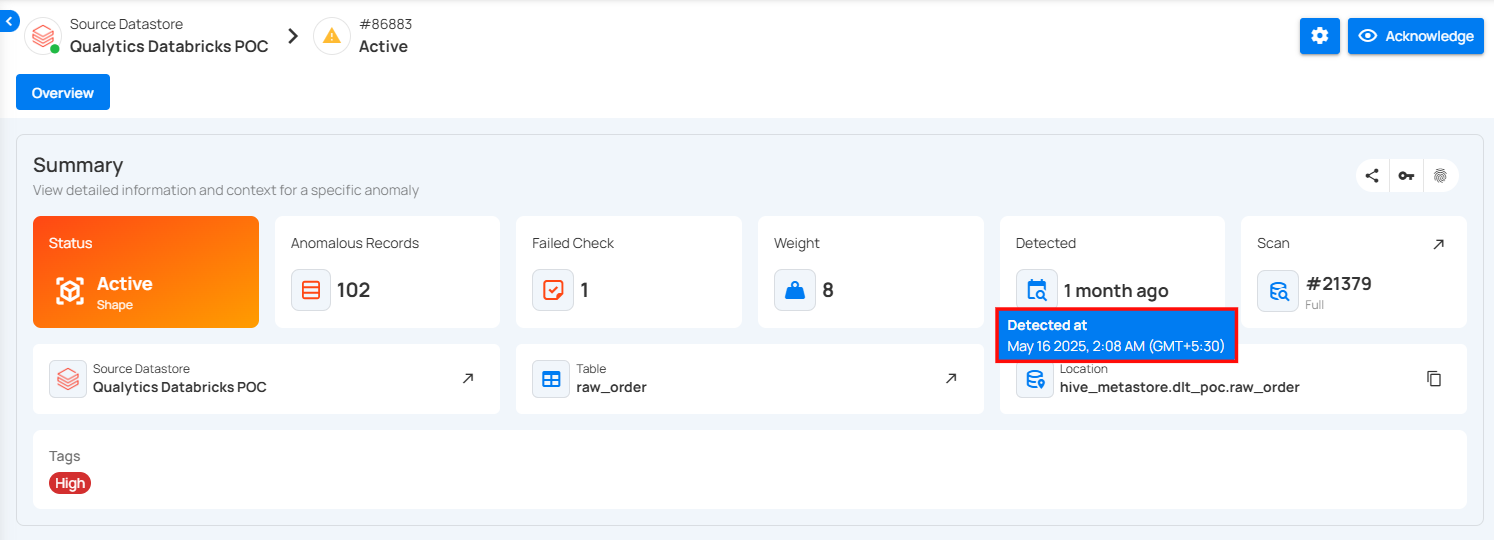 Source Datastore
Qualytics Databricks POC
#86883
Active
Acknowledge
Overview
Summary
View detailed information and context for a specific anomaly
Status
Active
Shape
Anomalous Records
102
Failed Check
1
Weight
8
Detected
1 month ago
Detected at
May 16 2025, 2:08 AM (GMT+5:30)
Scan
#21379
Full
Source Datastore
Qualytics Databricks POC
Table
raw_order
Location
hive_metastore.dlt_poc.raw_order
Tags
High